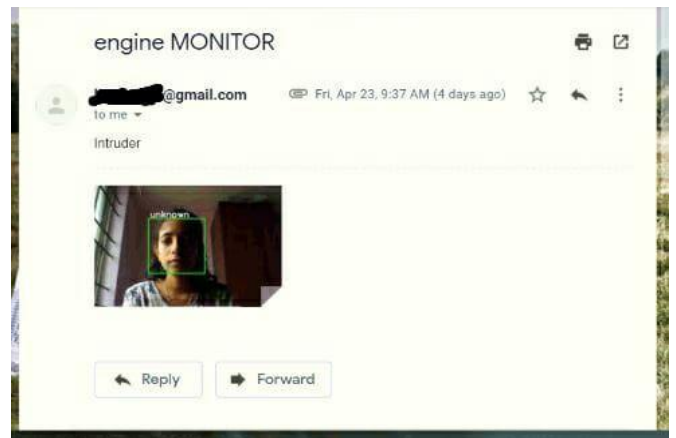 engine MONITOR
@gmail.com Fri, Apr 23, 9:37 AM (4 days ago)
to me
Intruder
unknown
Reply Forward